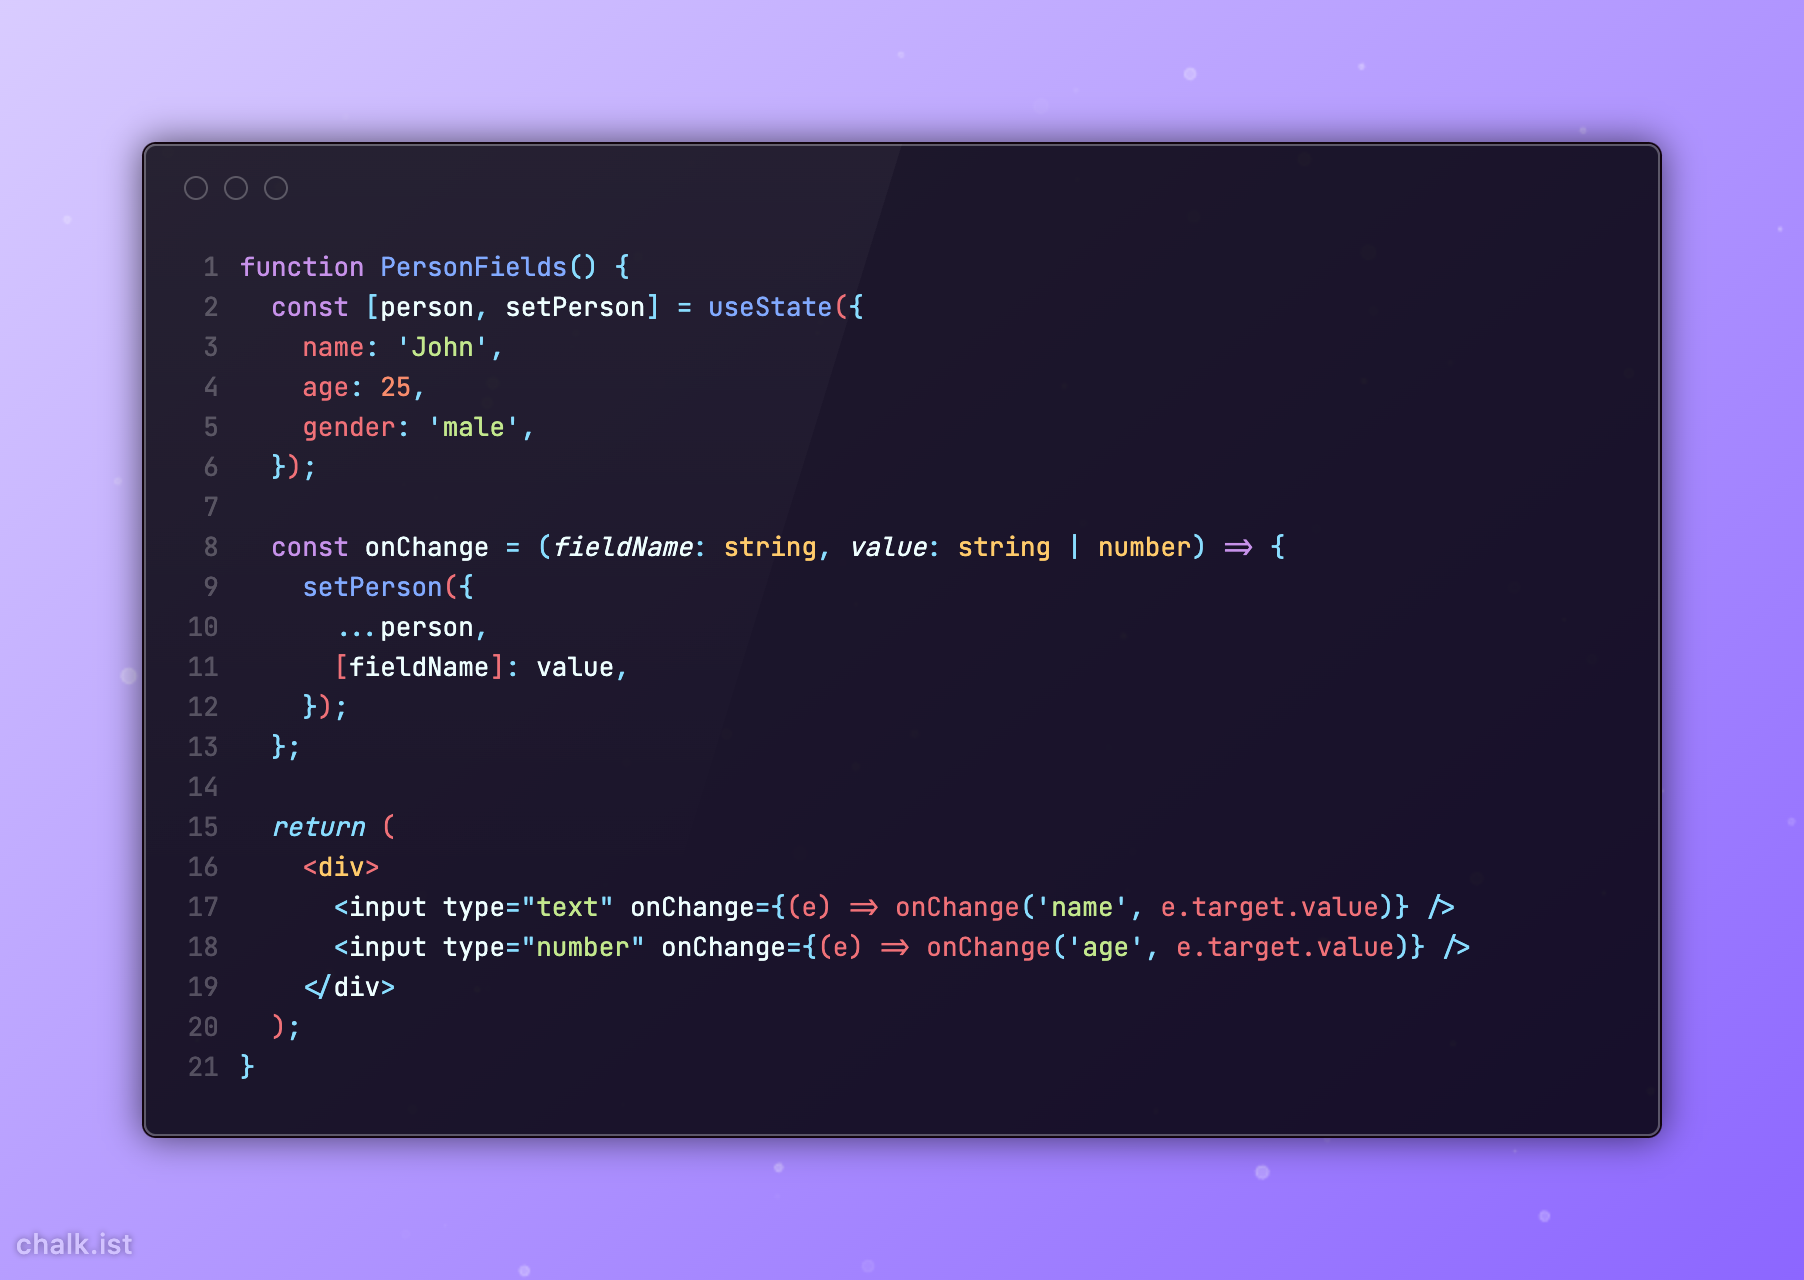 1 function PersonFields() {
2   const [person, setPerson] = useState({
3     name: 'John',
4     age: 25,
5     gender: 'male',
6   });
7
8   const onChange = (fieldName: string, value: string | number) => {
9     setPerson({
10       ...person,
11       [fieldName]: value,
12     });
13   };
14
15   return (
16     <div>
17       <input type="text" onChange={(e) => onChange('name', e.target.value)} />
18       <input type="number" onChange={(e) => onChange('age', e.target.value)} />
19     </div>
20   );
21 }
chalk.ist